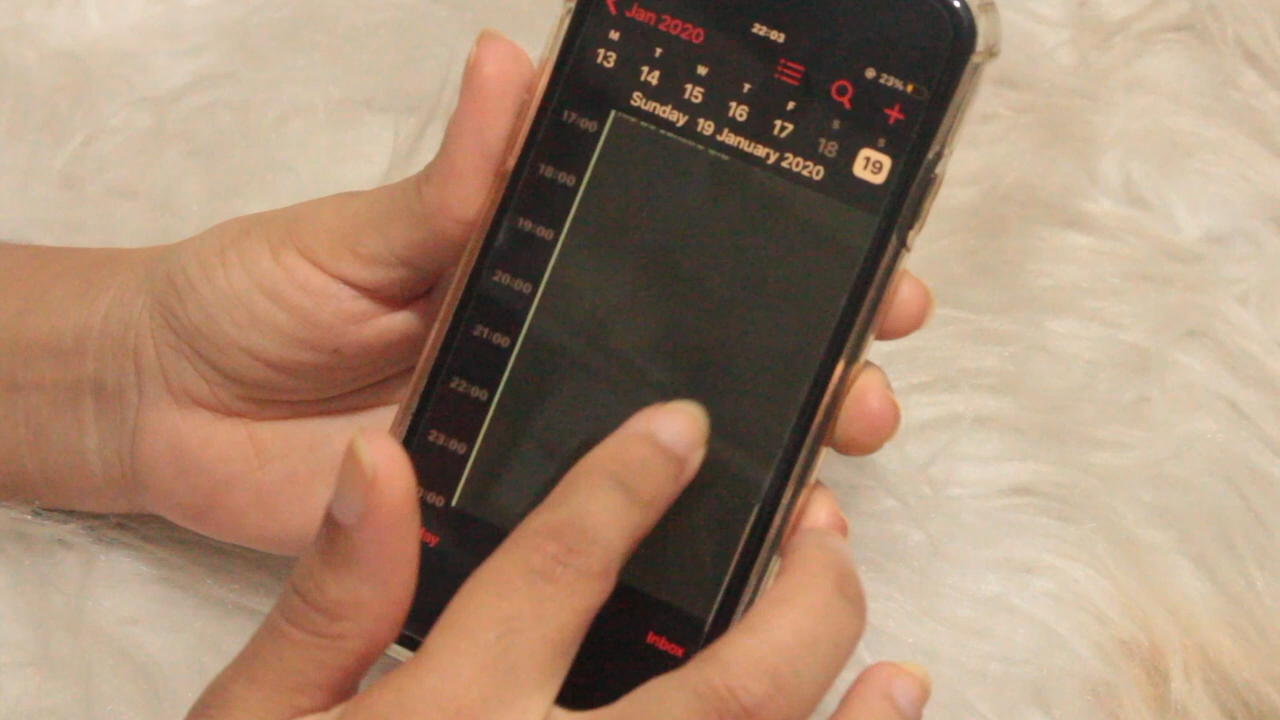 22:03
Jan 2020
23%
M T W T F S S
13 14 15 16 17 18 19
Sunday 19 January 2020
17:00
18:00
19:00
20:00
21:00
22:00
23:00
Inbox